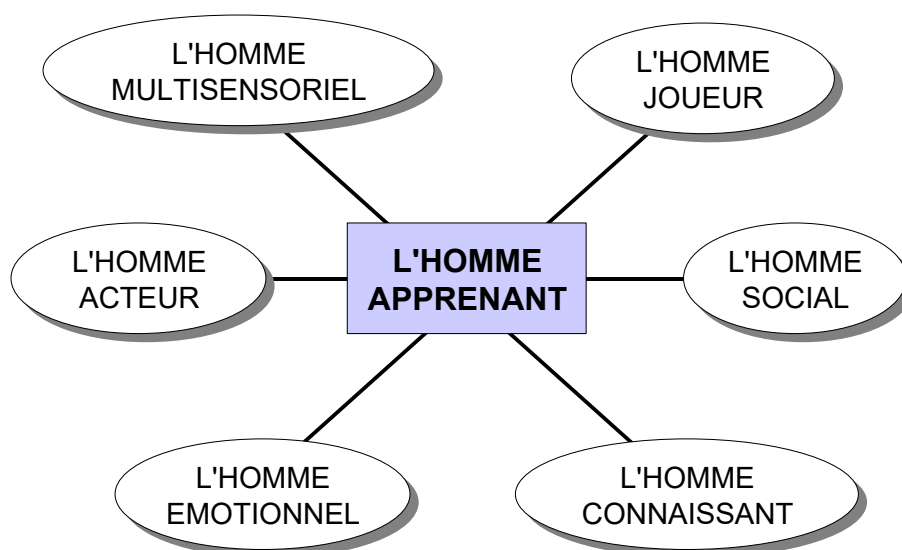 L'HOMME
MULTISENSORIEL
L'HOMME
JOUEUR
L'HOMME
ACTEUR
L'HOMME
APPRENANT
L'HOMME
SOCIAL
L'HOMME
EMOTIONNEL
L'HOMME
CONNAISSANT